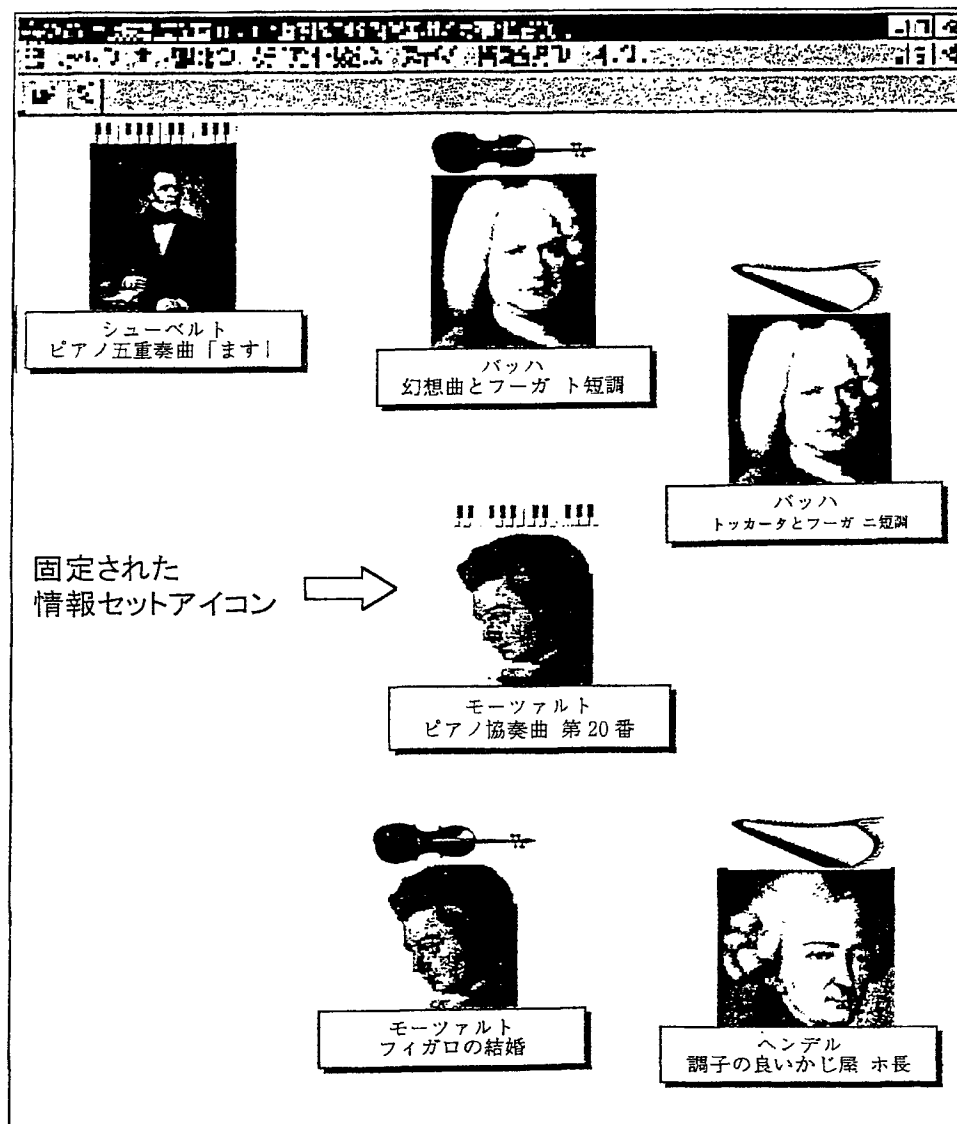 シューベルト
ピアノ五重奏曲「ます」
バッハ
幻想曲とフーガ ト短調
バッハ
トッカータとフーガ ニ短調
固定された
情報セットアイコン
モーツァルト
ピアノ協奏曲 第20番
モーツァルト
フィガロの結婚
ヘンデル
調子の良いかじ屋 ホ長